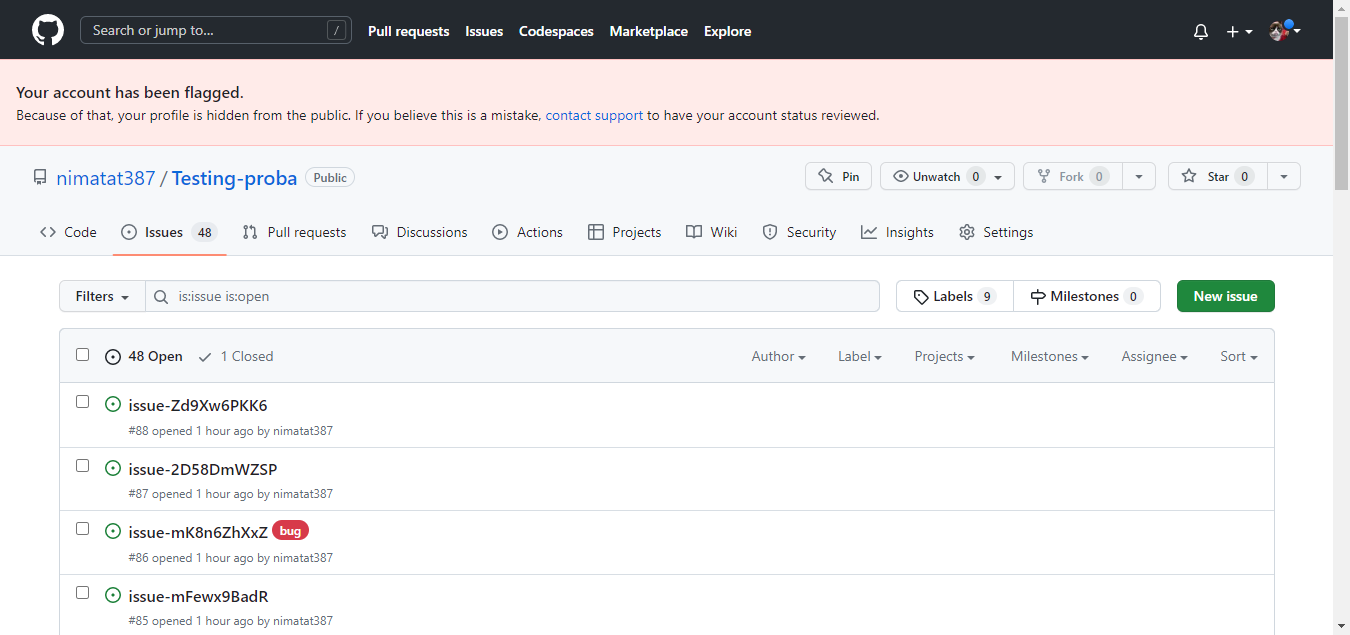 Search or jump to... /
Pull requests Issues Codespaces Marketplace Explore
Your account has been flagged.
Because of that, your profile is hidden from the public. If you believe this is a mistake, contact support to have your account status reviewed.
nimatat387 / Testing-proba Public
Pin Unwatch 0 Fork 0 Star 0
Code Issues 48 Pull requests Discussions Actions Projects Wiki Security Insights Settings
Filters is:issue is:open Labels 9 Milestones 0 New issue
48 Open 1 Closed Author Label Projects Milestones Assignee Sort
issue-Zd9Xw6PKK6
#88 opened 1 hour ago by nimatat387
issue-2D58DmWZSP
#87 opened 1 hour ago by nimatat387
issue-mK8n6ZhXxZ bug
#86 opened 1 hour ago by nimatat387
issue-mFewx9BadR
#85 opened 1 hour ago by nimatat387